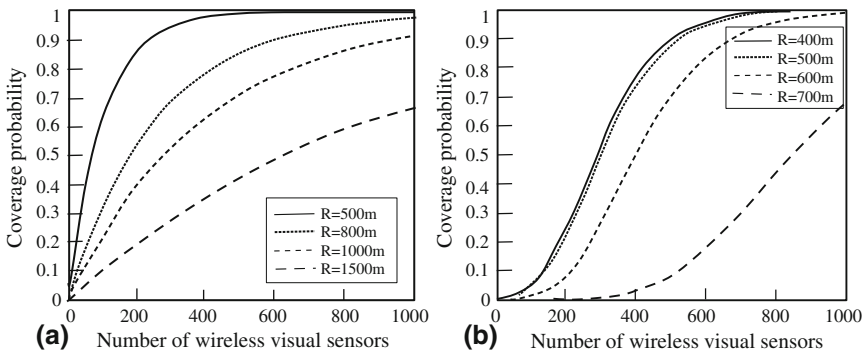 1
0.9
0.8
0.7
0.6
0.5
0.4
0.3
0.2
0.1
0
Coverage probability
R=500m
R=800m
R=1000m
R=1500m
0
200
400
600
800
1000
(a)
Number of wireless visual sensors
1
0.9
0.8
0.7
0.6
0.5
0.4
0.3
0.2
0.1
0
Coverage probability
R=400m
R=500m
R=600m
R=700m
0
200
400
600
800
1000
(b)
Number of wireless visual sensors